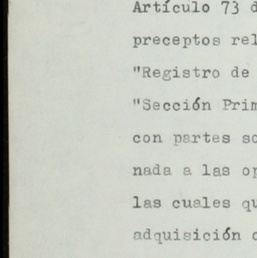 Artículo 73 d
preceptos rel
"Registro de
"Sección Prim
con partes so
nada a las op
las cuales qu
adquisición d